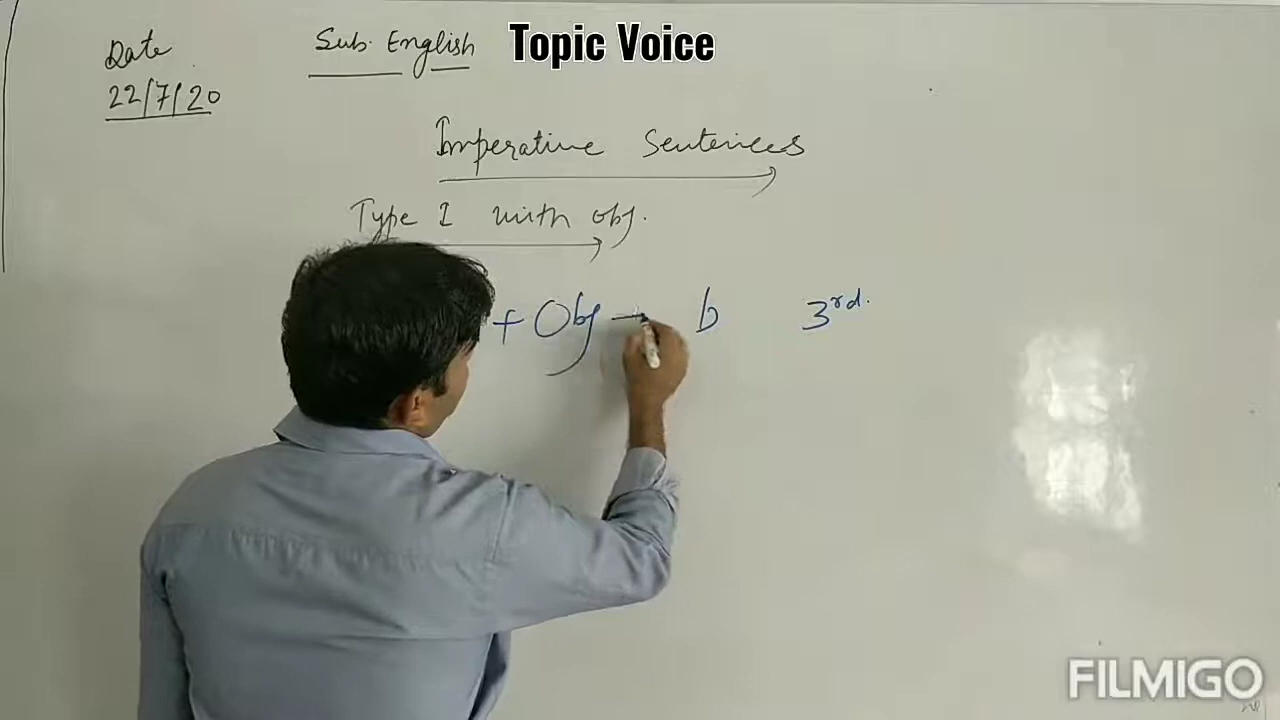 Date
22/7/20
Sub. English
Topic Voice
Imperative Sentences
Type I with obj.
+ Obj → b 3rd.
FILMIGO